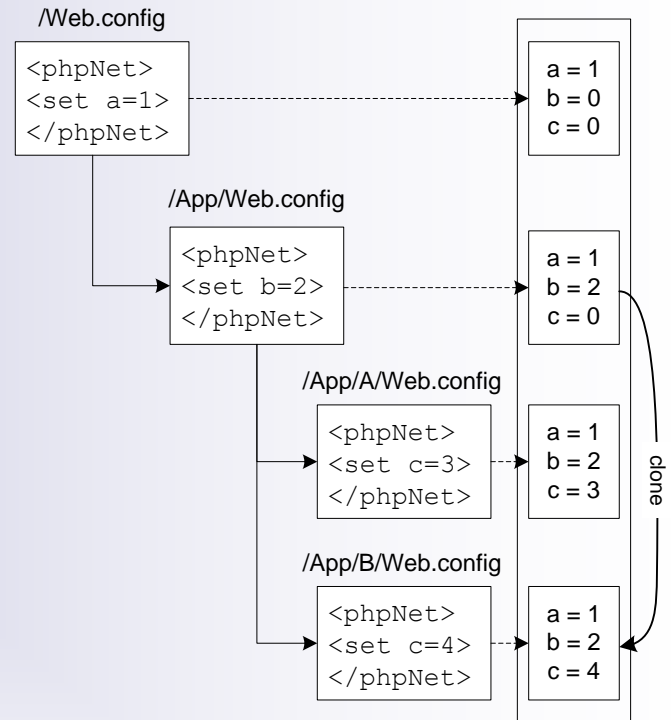 /Web.config
<phpNet>
<set a=1>
</phpNet>
a = 1
b = 0
c = 0
/App/Web.config
<phpNet>
<set b=2>
</phpNet>
a = 1
b = 2
c = 0
/App/A/Web.config
<phpNet>
<set c=3>
</phpNet>
a = 1
b = 2
c = 3
clone
/App/B/Web.config
<phpNet>
<set c=4>
</phpNet>
a = 1
b = 2
c = 4